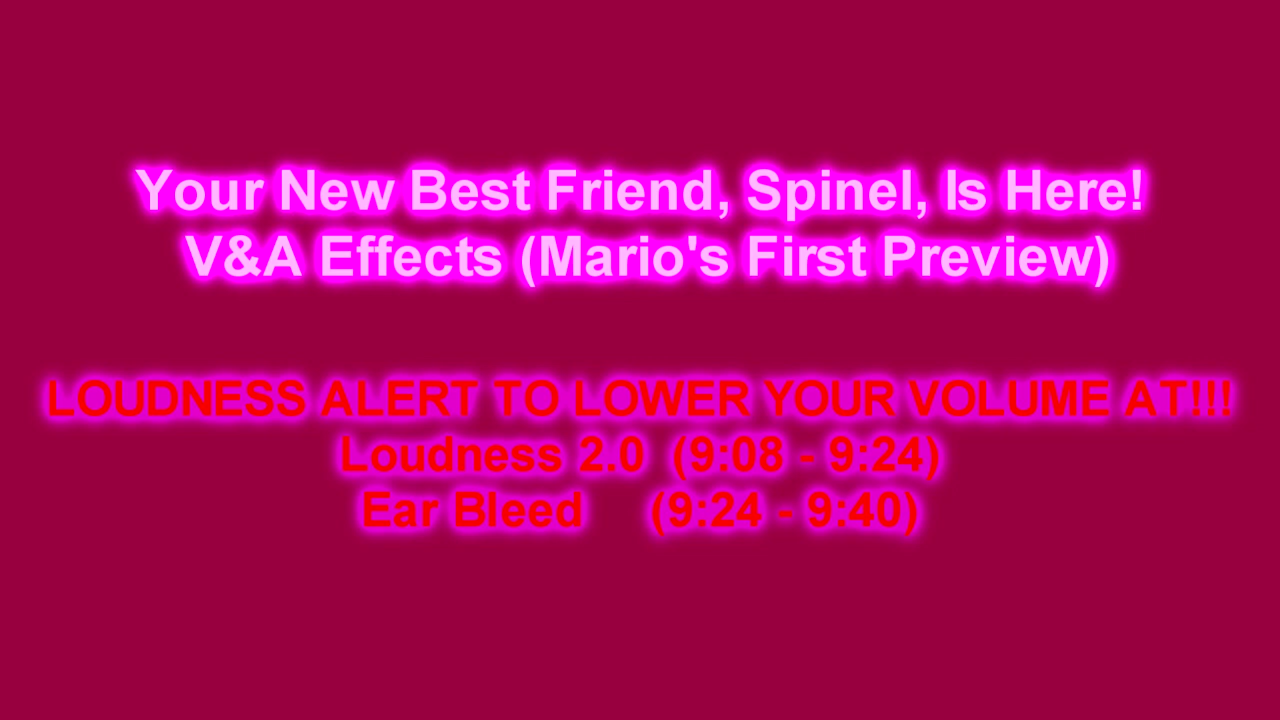 Your New Best Friend, Spinel, Is Here!
V&A Effects (Mario's First Preview)
LOUDNESS ALERT TO LOWER YOUR VOLUME AT!!!
Loudness 2.0 (9:08 - 9:24)
Ear Bleed (9:24 - 9:40)